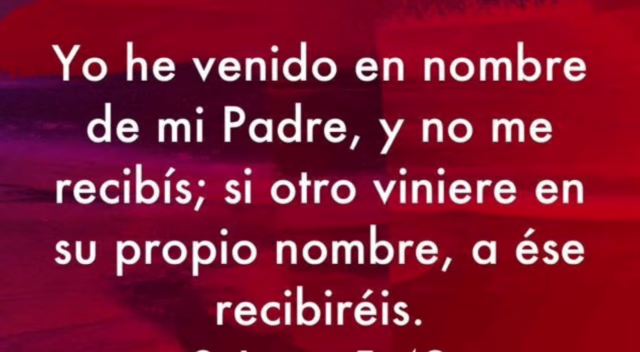 Yo he venido en nombre
de mi Padre, y no me
recibís; si otro viniere en
su propio nombre, a ése
recibiréis.